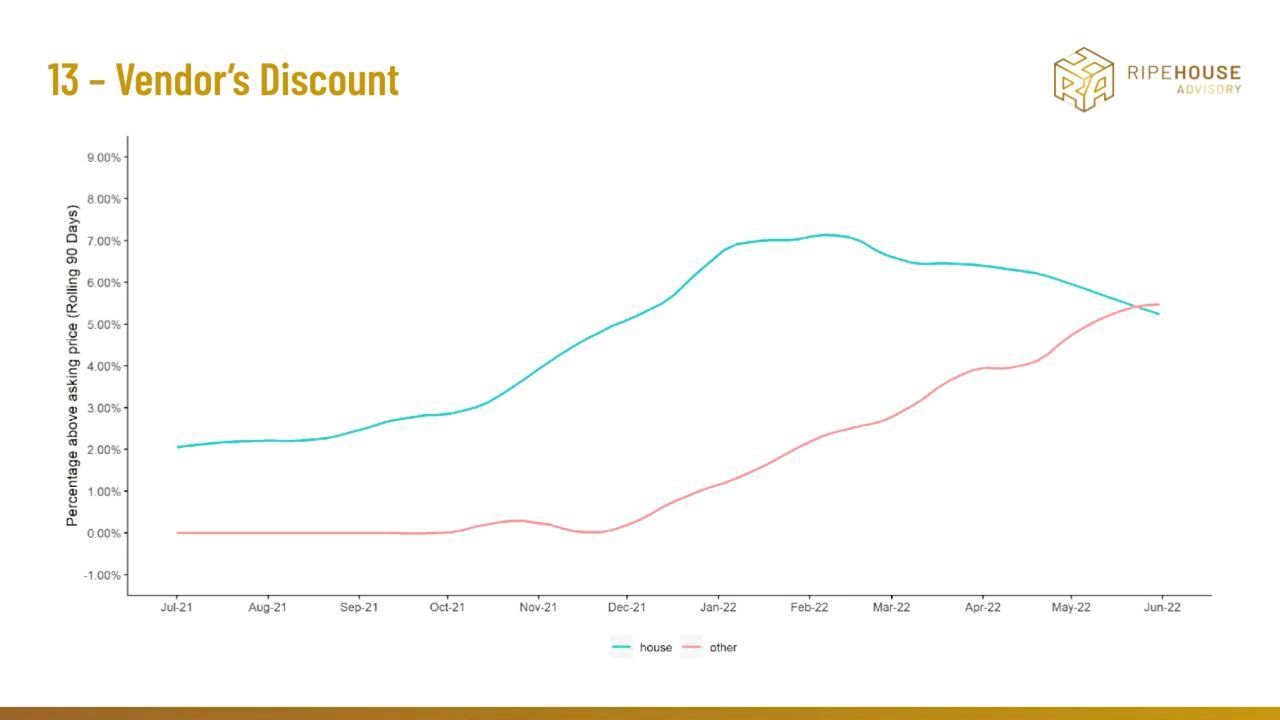 13 – Vendor's Discount
RIPEHOUSE
ADVISORY
Percentage above asking price (Rolling 90 Days)
9.00%
8.00%
7.00%
6.00%
5.00%
4.00%
3.00%
2.00%
1.00%
0.00%
-1.00%
Jul-21 Aug-21 Sep-21 Oct-21 Nov-21 Dec-21 Jan-22 Feb-22 Mar-22 Apr-22 May-22 Jun-22
house other